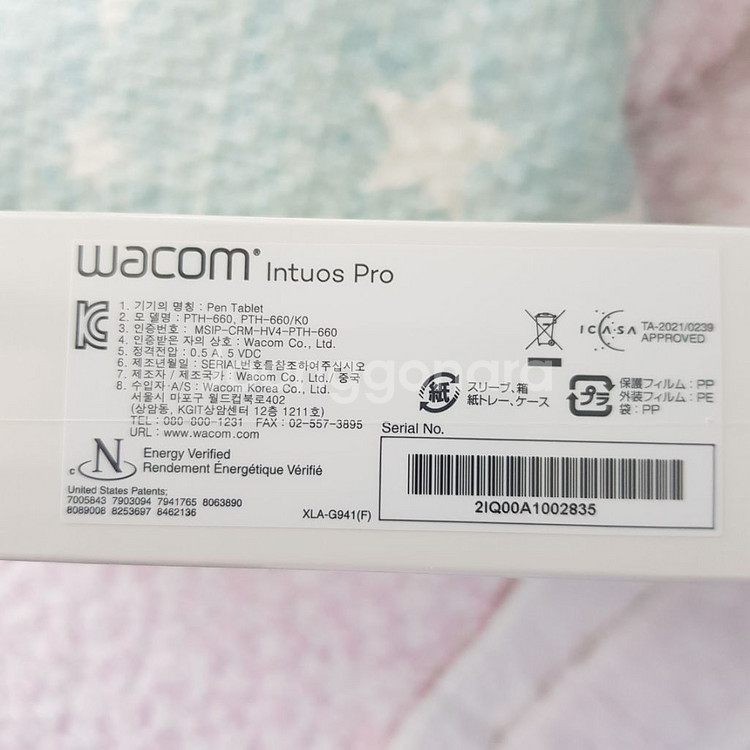 wacom® Intuos Pro
1. 기기의 명칭 : Pen Tablet
2. 모 델명 : PTH-660, PTH-660/K0
3. 인증번호 : MSIP-CRM-HV4-PTH-660
4. 인증받은 자의 상호: Wacom Co., Ltd.
5. 정격전압 : 0.5 A, 5 VDC
6. 제조년월일 : SERIAL번호를참조하여주십시오
7. 제조자 / 제조국가: Wacom Co., Ltd./ 중국
8. 수입자 A/S : Wacom Korea Co., Ltd.
서울시 마포구 월드컵북로402
(상암동, KGIT상암센터 12층 1211호)
TEL : 080-800-1231 FAX : 02-557-3895
URL : www.wacom.com
c N
Energy Verified
Rendement Énergétique Vérifié
United States Patents;
7005843 7903094 7941765 8063890
8089008 8253697 8462136
XLA-G941(F)
ICASA TA-2021/0239
APPROVED
紙 スリーブ、箱
紙トレー、ケース
プラ 保護フィルム : PP
外装フィルム : PE
袋 : PP
Serial No.
2IQ00A1002835